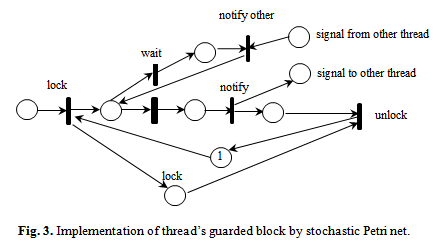 notify other
signal from other thread
wait
signal to other thread
lock
notify
unlock
1
lock
Fig. 3. Implementation of thread's guarded block by stochastic Petri net.